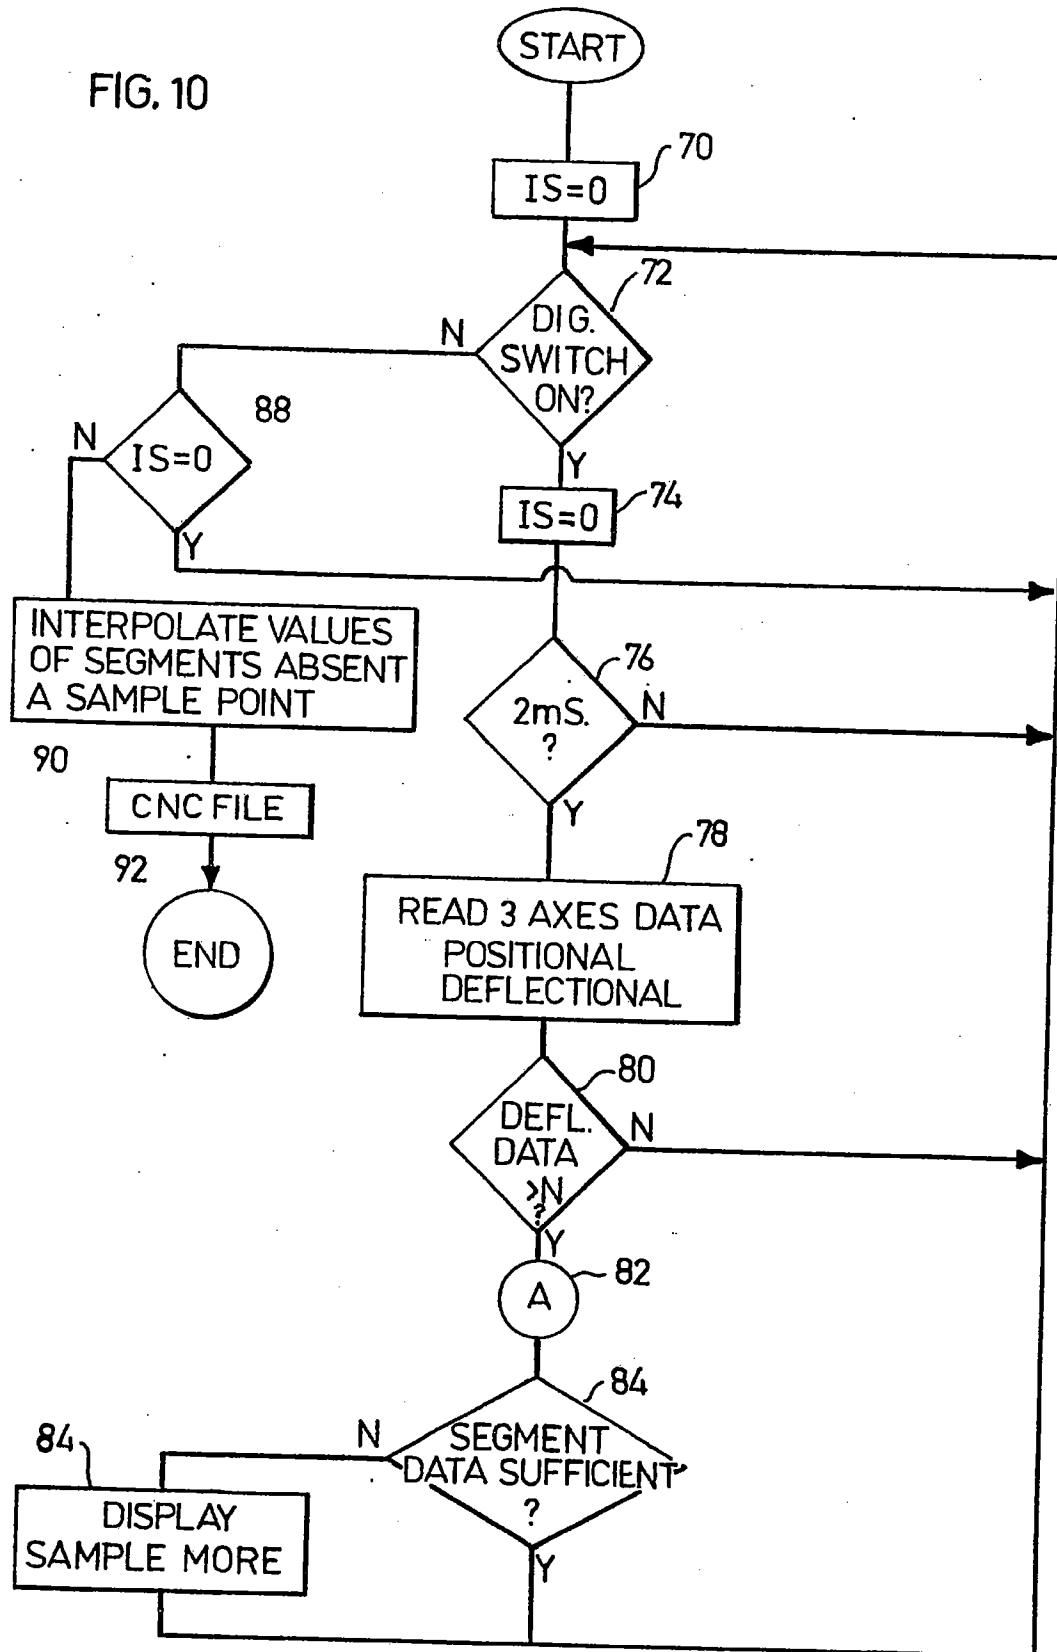 START
FIG. 10
70
IS=0
72
N
DIG.
SWITCH
ON?
88
N
IS=0
Y
Y
74
IS=0
INTERPOLATE VALUES
OF SEGMENTS ABSENT
A SAMPLE POINT
76
2mS.
?
N
Y
90
CNC FILE
92
END
78
READ 3 AXES DATA
POSITIONAL
DEFLECTIONAL
80
DEFL.
DATA
>N
?
N
Y
82
A
84
N
SEGMENT
DATA SUFFICIENT
?
Y
84
DISPLAY
SAMPLE MORE